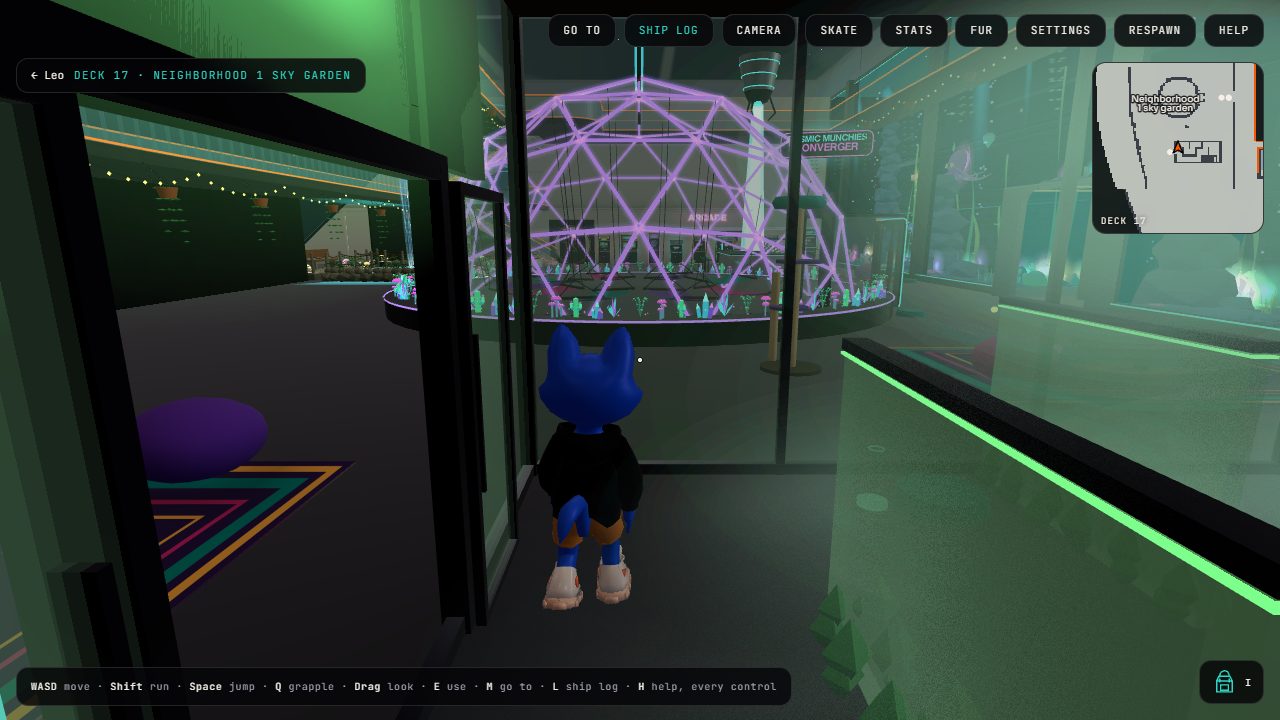 GO TO
SHIP LOG
CAMERA
SKATE
STATS
FUR
SETTINGS
RESPAWN
HELP
← Leo DECK 17 · NEIGHBORHOOD 1 SKY GARDEN
Neighborhood
1 sky garden
DECK 17
SMIC MUNCHIES
ONVERGER
ARCADE
WASD move · Shift run · Space jump · Q grapple · Drag look · E use · M go to · L ship log · H help, every control
I